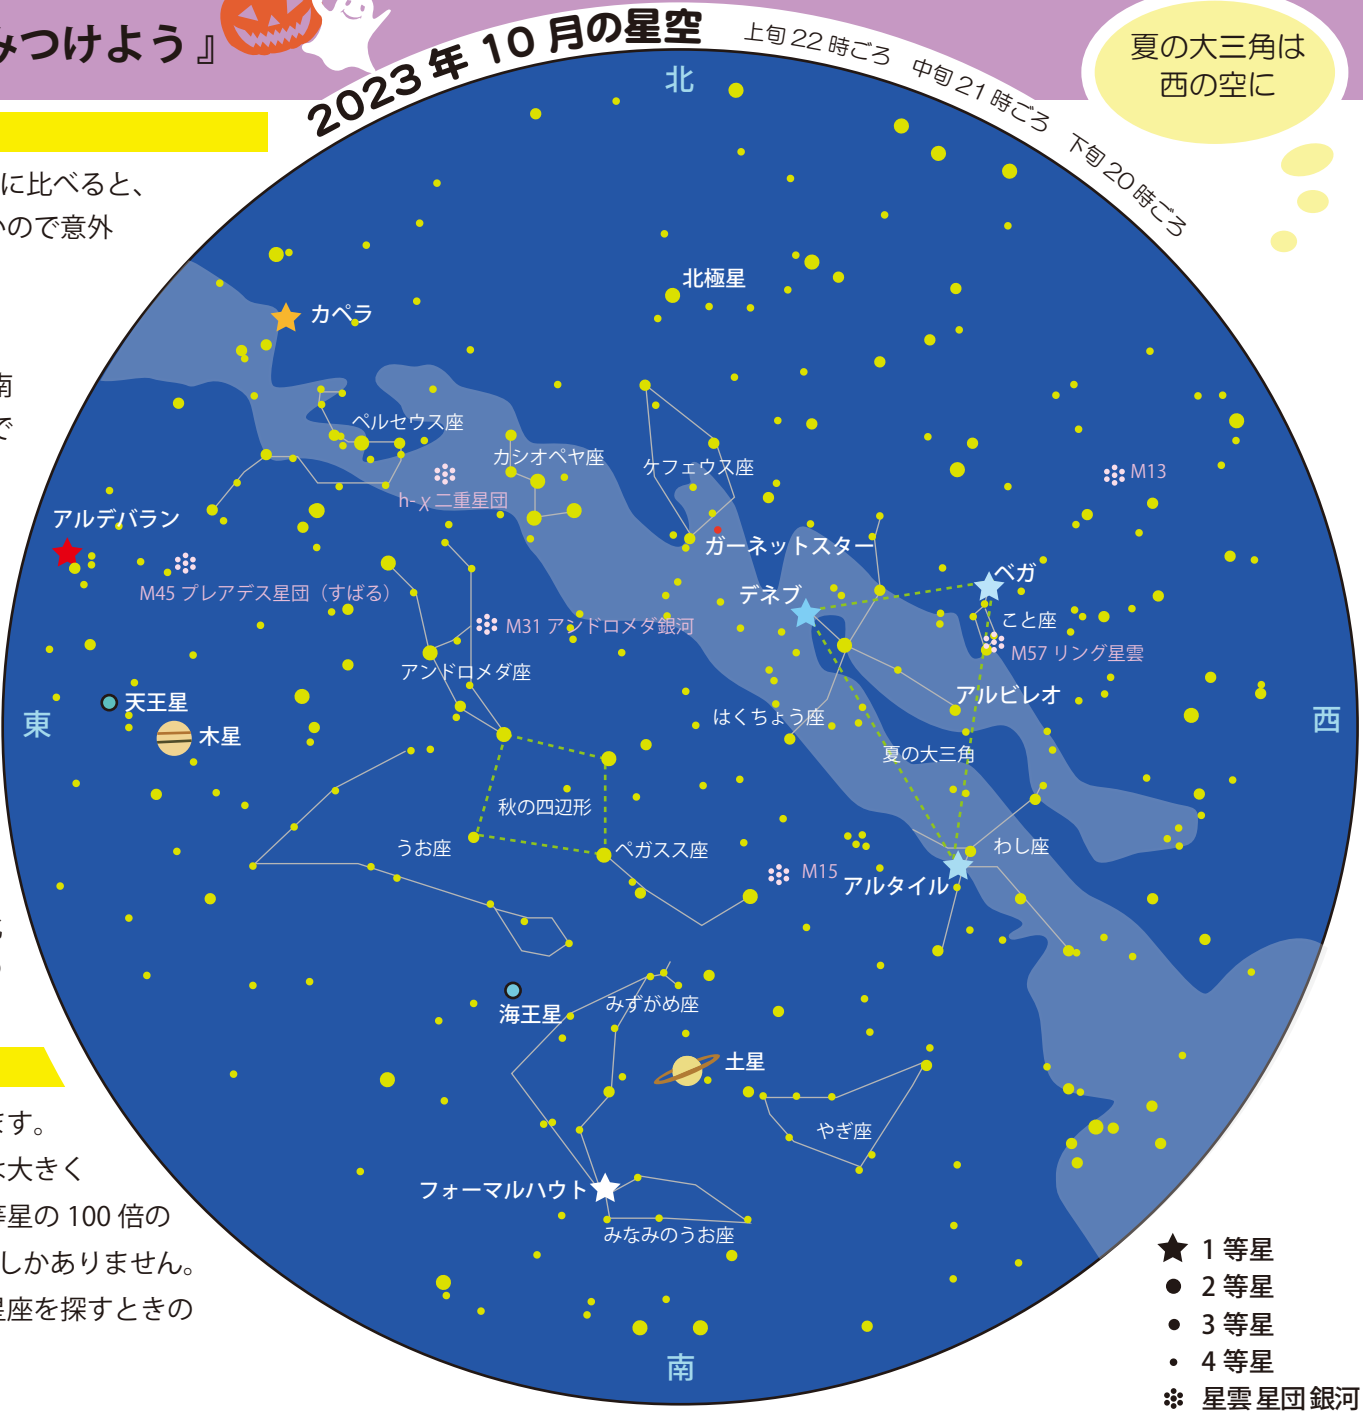 みつけよう』
2023年10月の星空
上旬22時ごろ 中旬21時ごろ 下旬20時ごろ
夏の大三角は
西の空に
に比べると、
いので意外
南
で
ます。
は大きく
等星の100倍の
しかありません。
星座を探すときの
北
北極星
カペラ
ペルセウス座
カシオペヤ座
ケフェウス座
M13
h-χ二重星団
アルデバラン
ガーネットスター
ベガ
M45 プレアデス星団（すばる）
デネブ
こと座
M31 アンドロメダ銀河
M57 リング星雲
アンドロメダ座
アルビレオ
天王星
はくちょう座
東
木星
西
夏の大三角
秋の四辺形
うお座
ペガスス座
わし座
M15
アルタイル
海王星
みずがめ座
土星
やぎ座
フォーマルハウト
みなみのうお座
南
1等星
2等星
3等星
4等星
星雲 星団 銀河